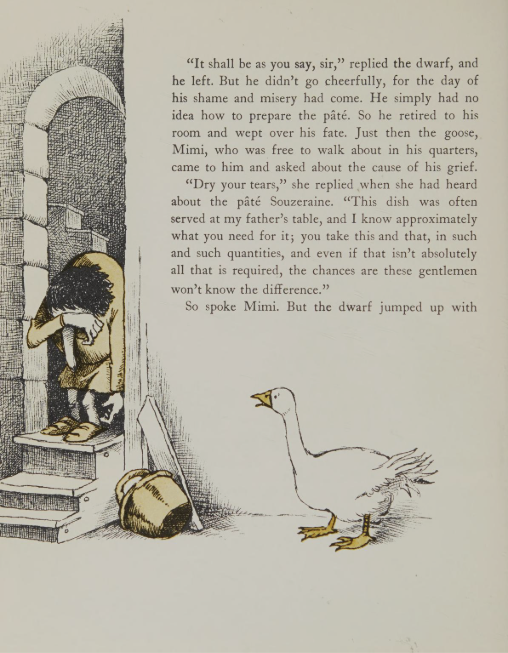 “It shall be as you say, sir,” replied the dwarf, and
he left. But he didn’t go cheerfully, for the day of
his shame and misery had come. He simply had no
idea how to prepare the pâté. So he retired to his
room and wept over his fate. Just then the goose,
Mimi, who was free to walk about in his quarters,
came to him and asked about the cause of his grief.
“Dry your tears,” she replied when she had heard
about the pâté Souzeraine. “This dish was often
served at my father’s table, and I know approximately
what you need for it; you take this and that, in such
and such quantities, and even if that isn’t absolutely
all that is required, the chances are these gentlemen
won’t know the difference.”
So spoke Mimi. But the dwarf jumped up with